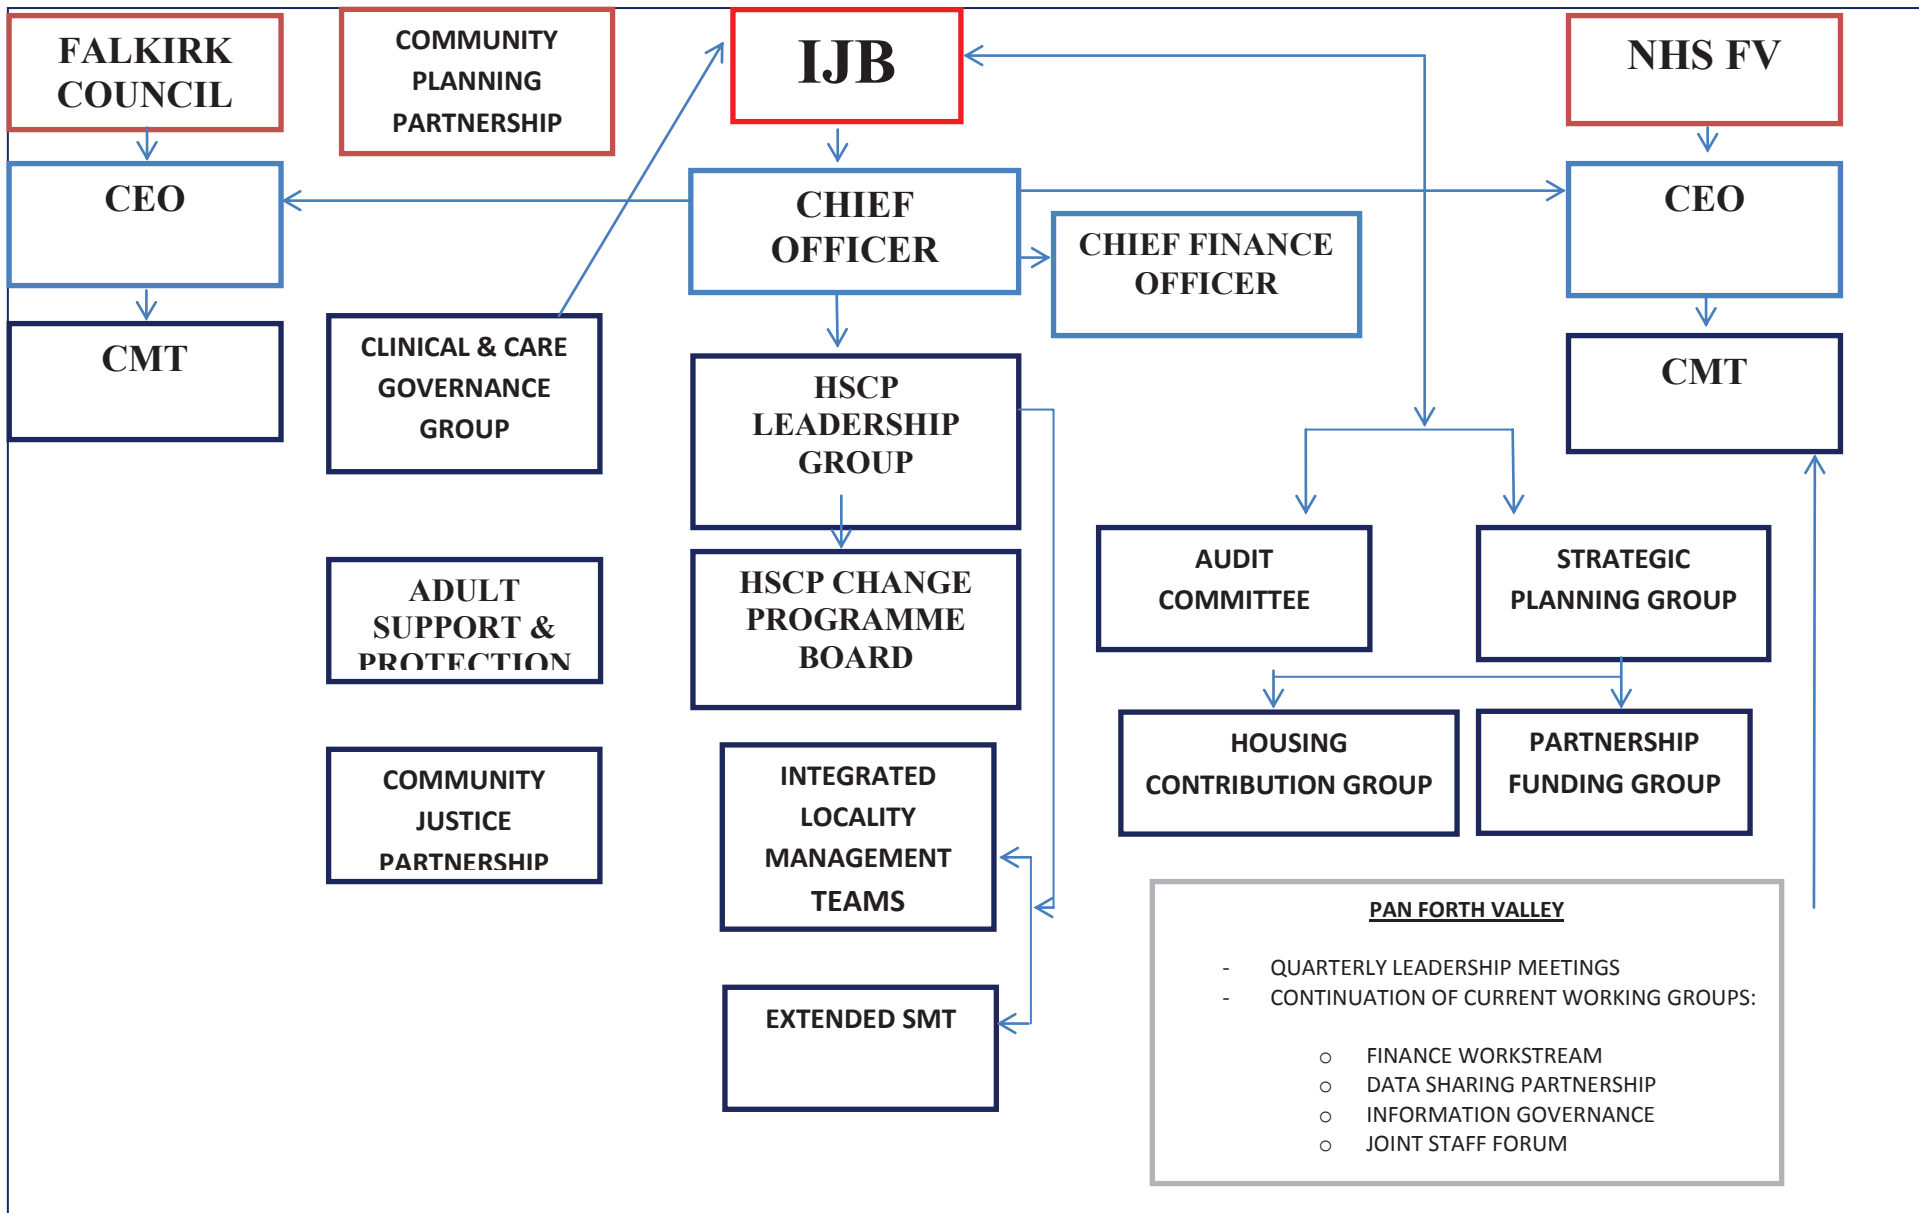 FALKIRK
COUNCIL
COMMUNITY
PLANNING
PARTNERSHIP
IJB
NHS FV
CEO
CHIEF
OFFICER
CEO
CHIEF FINANCE
OFFICER
CMT
CLINICAL & CARE
GOVERNANCE
GROUP
HSCP
LEADERSHIP
GROUP
CMT
ADULT
SUPPORT &
PROTECTION
HSCP CHANGE
PROGRAMME
BOARD
AUDIT
COMMITTEE
STRATEGIC
PLANNING GROUP
COMMUNITY
JUSTICE
PARTNERSHIP
INTEGRATED
LOCALITY
MANAGEMENT
TEAMS
HOUSING
CONTRIBUTION GROUP
PARTNERSHIP
FUNDING GROUP
EXTENDED SMT
PAN FORTH VALLEY
- QUARTERLY LEADERSHIP MEETINGS
- CONTINUATION OF CURRENT WORKING GROUPS:
o FINANCE WORKSTREAM
o DATA SHARING PARTNERSHIP
o INFORMATION GOVERNANCE
o JOINT STAFF FORUM